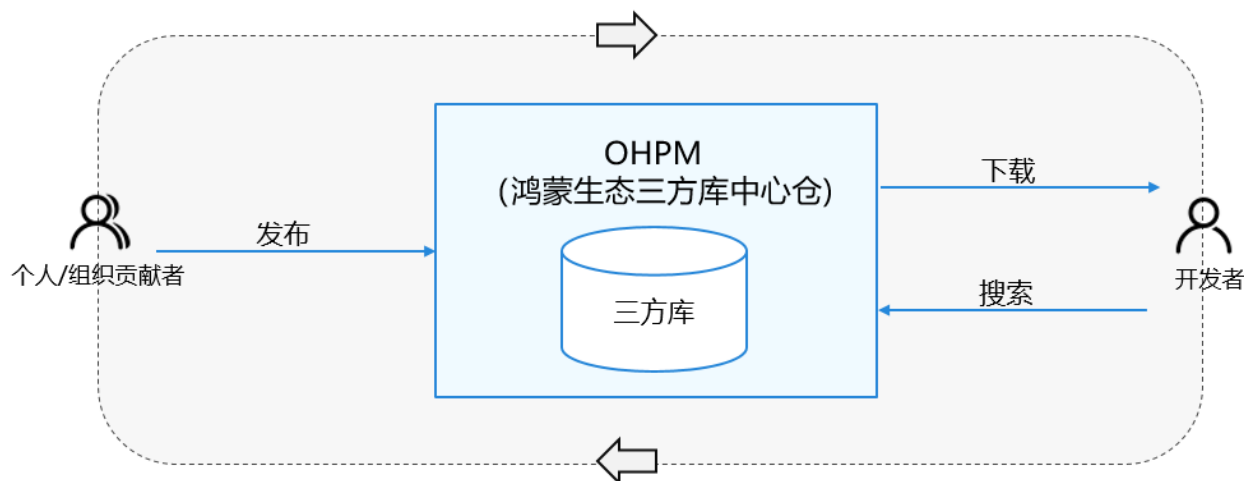 OHPM
（鸿蒙生态三方库中心仓）
下载
发布
个人/组织贡献者
开发者
搜索
三方库